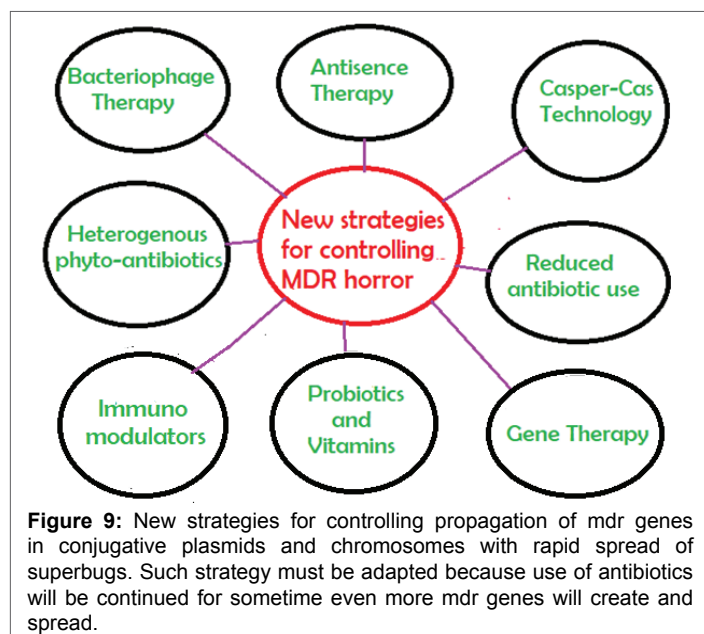 Bacteriophage
Therapy
Antisence
Therapy
Casper-Cas
Technology
Heterogenous
phyto-antibiotics
New strategies
for controlling
MDR horror
Reduced
antibiotic use
Immuno
modulators
Probiotics
and
Vitamins
Gene Therapy
Figure 9: New strategies for controlling propagation of mdr genes
in conjugative plasmids and chromosomes with rapid spread of
superbugs. Such strategy must be adapted because use of antibiotics
will be continued for sometime even more mdr genes will create and
spread.